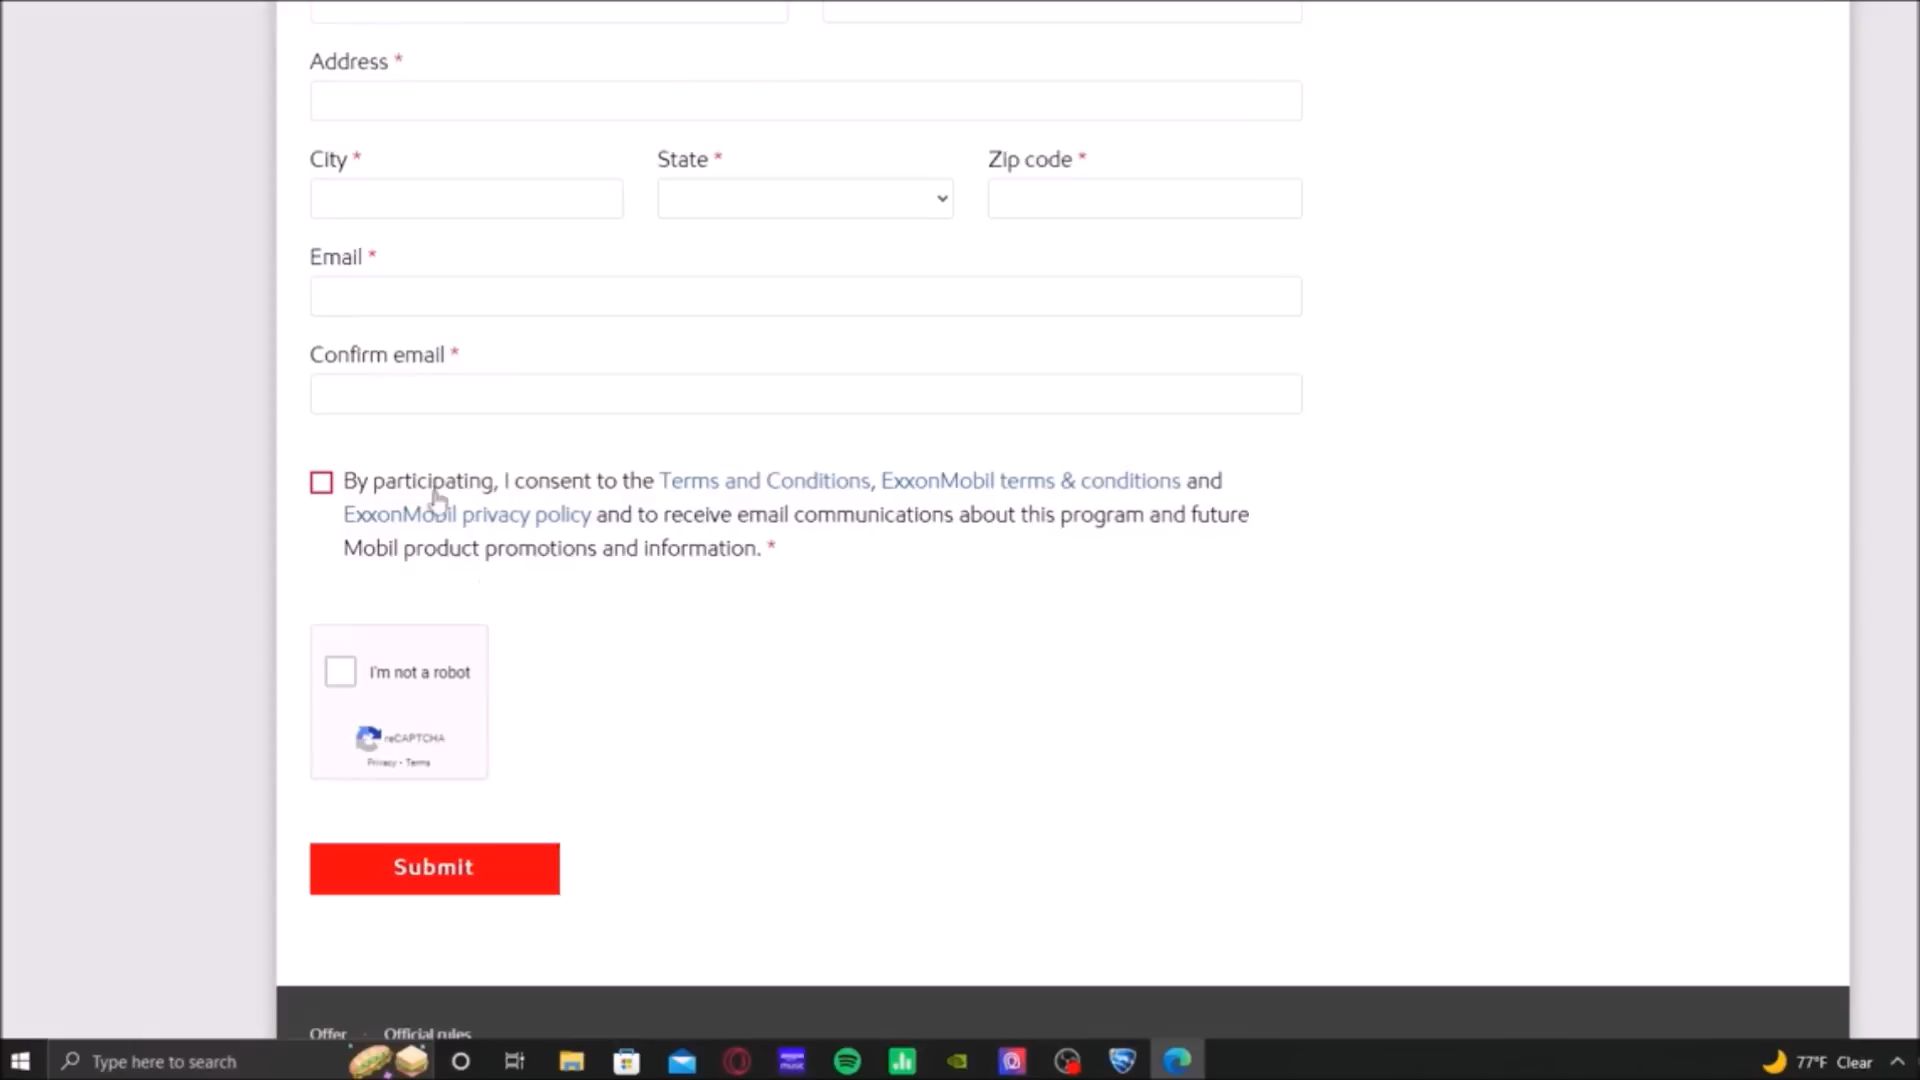 Address *
City * State * Zip code *
Email *
Confirm email *
By participating, I consent to the Terms and Conditions, ExxonMobil terms & conditions and
ExxonMobil privacy policy and to receive email communications about this program and future
Mobil product promotions and information. *
I'm not a robot
reCAPTCHA
Privacy - Terms
Submit
Offer · Official rules
Type here to search
77°F Clear